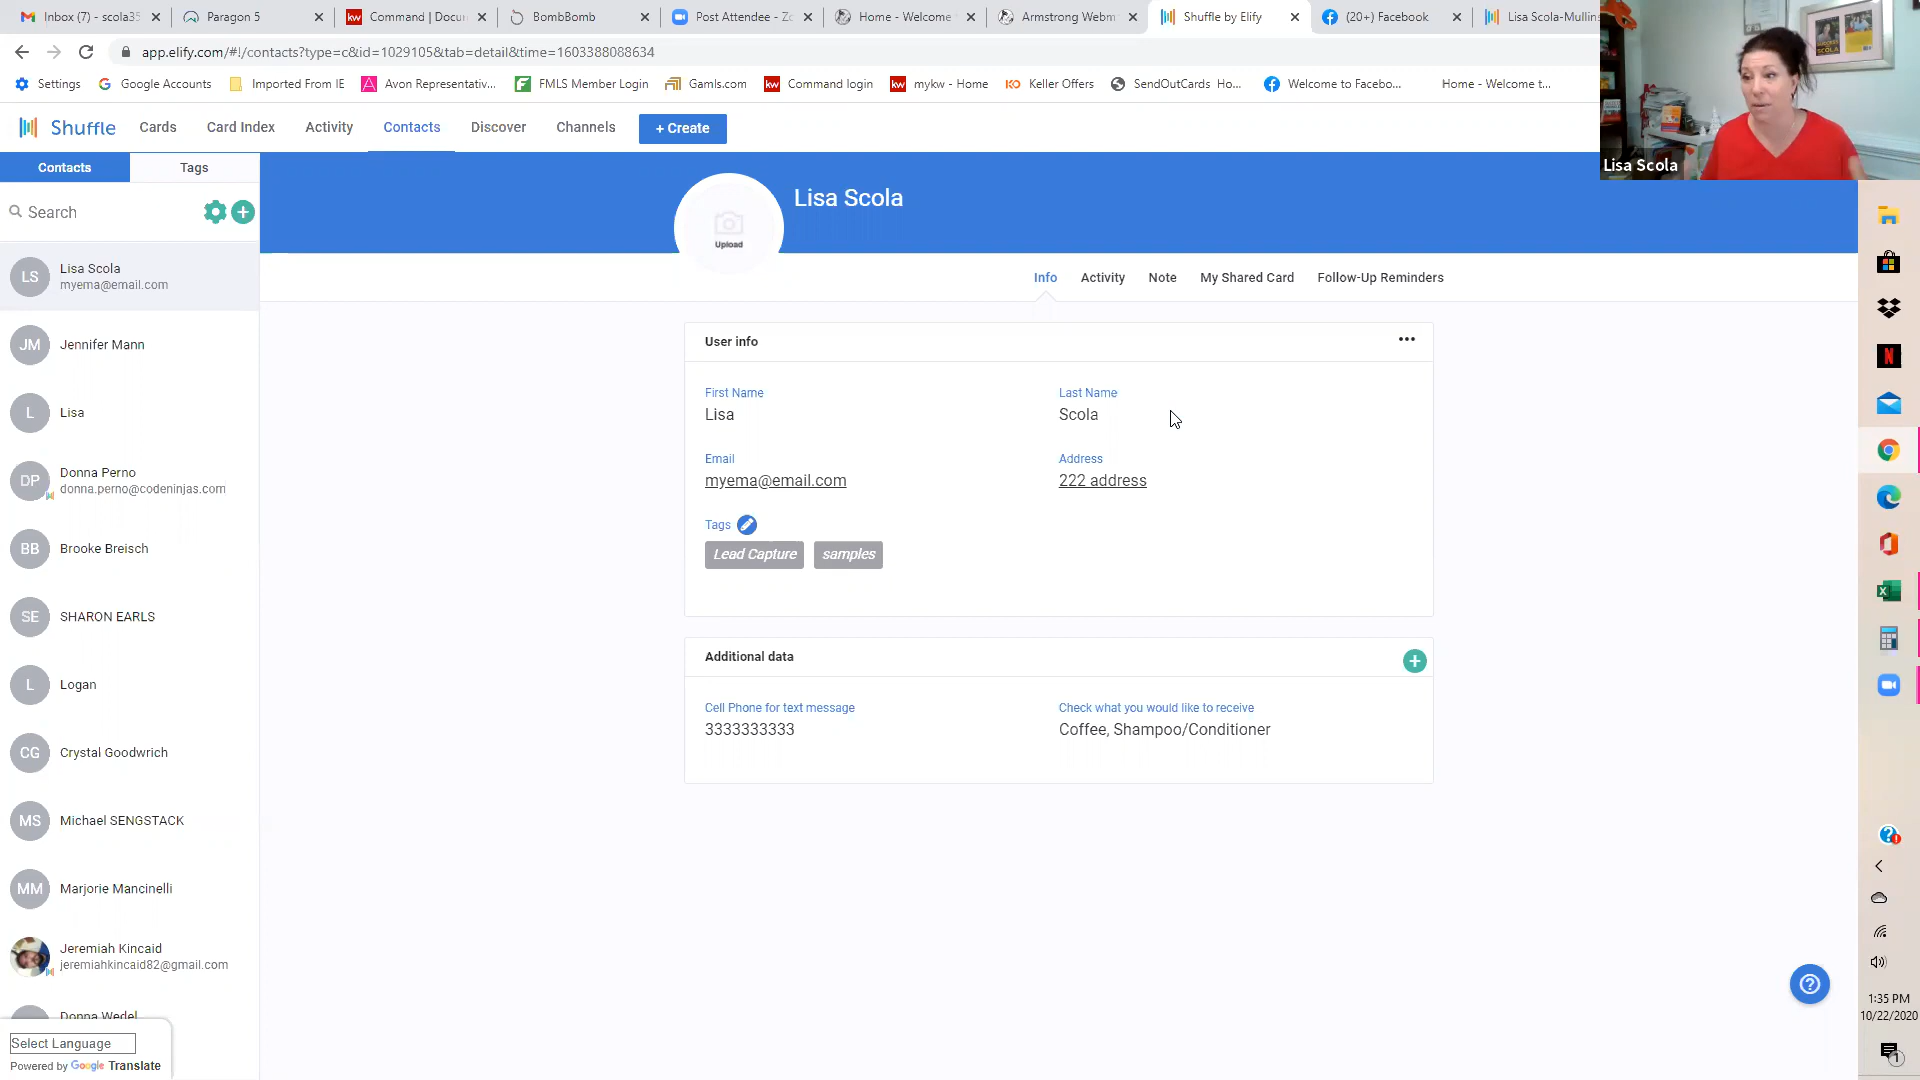 Inbox (7) - scola35
Paragon 5
Command | Docu
BombBomb
Post Attendee - Zo
Home - Welcome
Armstrong Webm
Shuffle by Elify
(20+) Facebook
Lisa Scola-Mullins
app.elify.com/#!/contacts?type=c&id=1029105&tab=detail&time=1603388088634
Settings
Google Accounts
Imported From IE
Avon Representativ...
FMLS Member Login
Gamls.com
Command login
mykw - Home
Keller Offers
SendOutCards Ho...
Welcome to Facebo...
Home - Welcome t...
Shuffle
Cards
Card Index
Activity
Contacts
Discover
Channels
+ Create
Lisa Scola
Contacts
Tags
Search
Lisa Scola
Upload
Info
Activity
Note
My Shared Card
Follow-Up Reminders
LS
Lisa Scola
myema@email.com
JM
Jennifer Mann
L
Lisa
DP
Donna Perno
donna.perno@codeninjas.com
BB
Brooke Breisch
SE
SHARON EARLS
L
Logan
CG
Crystal Goodwrich
MS
Michael SENGSTACK
MM
Marjorie Mancinelli
Jeremiah Kincaid
jeremiahkincaid82@gmail.com
Donna Wedel
Select Language
Powered by Google Translate
User info
First Name
Lisa
Last Name
Scola
Email
myema@email.com
Address
222 address
Tags
Lead Capture
samples
Additional data
Cell Phone for text message
3333333333
Check what you would like to receive
Coffee, Shampoo/Conditioner
1:35 PM
10/22/2020
1